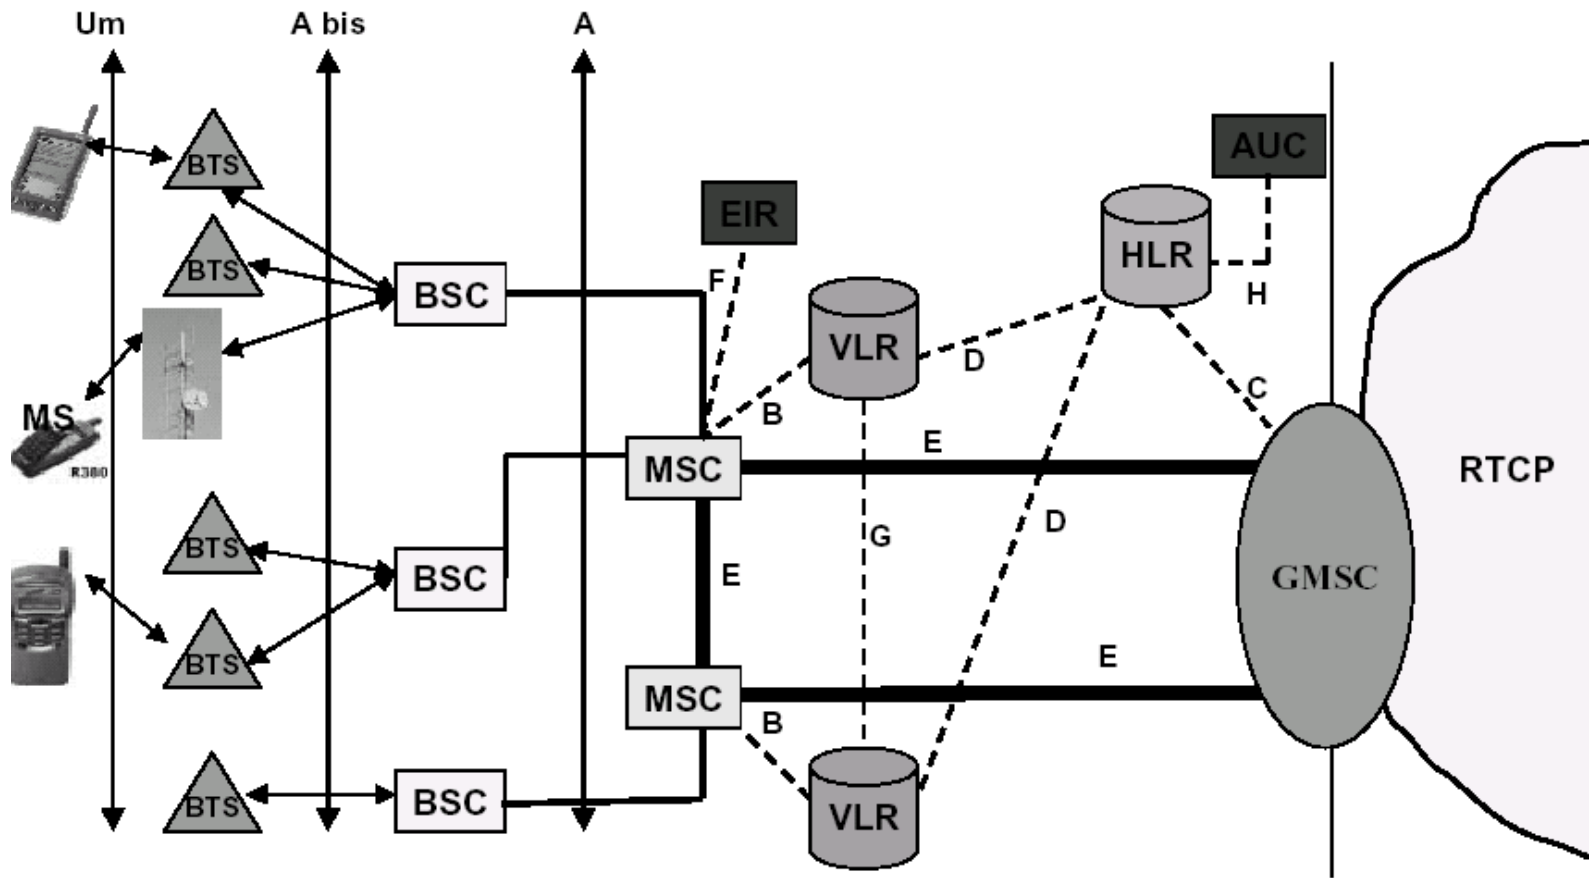 Um
A bis
A
BTS
AUC
EIR
HLR
BTS
F
H
BSC
VLR
D
C
B
MS
E
MSC
RTCP
R380
D
G
BTS
E
BSC
GMSC
BTS
E
MSC
B
BTS
BSC
VLR